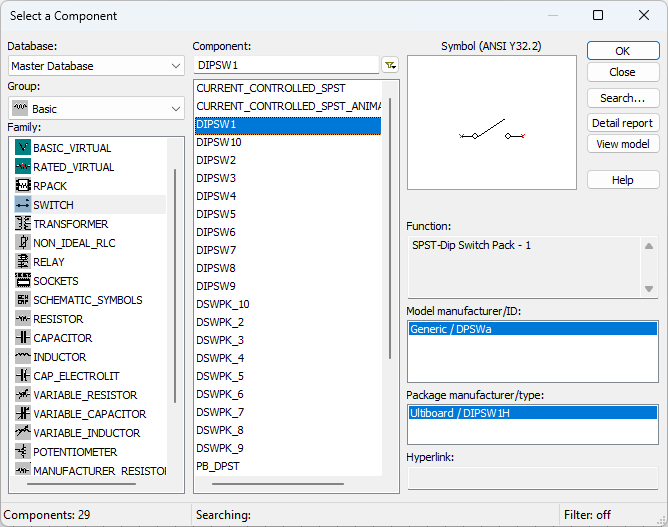 Select a Component
Database:
Master Database
Group:
Basic
Family:
BASIC_VIRTUAL
RATED_VIRTUAL
RPACK
SWITCH
TRANSFORMER
NON_IDEAL_RLC
RELAY
SOCKETS
SCHEMATIC_SYMBOLS
RESISTOR
CAPACITOR
INDUCTOR
CAP_ELECTROLIT
VARIABLE_RESISTOR
VARIABLE_CAPACITOR
VARIABLE_INDUCTOR
POTENTIOMETER
MANUFACTURER_RESISTO
Component:
DIPSW1
CURRENT_CONTROLLED_SPST
CURRENT_CONTROLLED_SPST_ANIMA
DIPSW1
DIPSW10
DIPSW2
DIPSW3
DIPSW4
DIPSW5
DIPSW6
DIPSW7
DIPSW8
DIPSW9
DSWPK_10
DSWPK_2
DSWPK_3
DSWPK_4
DSWPK_5
DSWPK_6
DSWPK_7
DSWPK_8
DSWPK_9
PB_DPST
Symbol (ANSI Y32.2)
OK
Close
Search...
Detail report
View model
Help
Function:
SPST-Dip Switch Pack - 1
Model manufacturer/ID:
Generic / DPSWa
Package manufacturer/type:
Ultiboard / DIPSW1H
Hyperlink:
Components: 29
Searching:
Filter: off